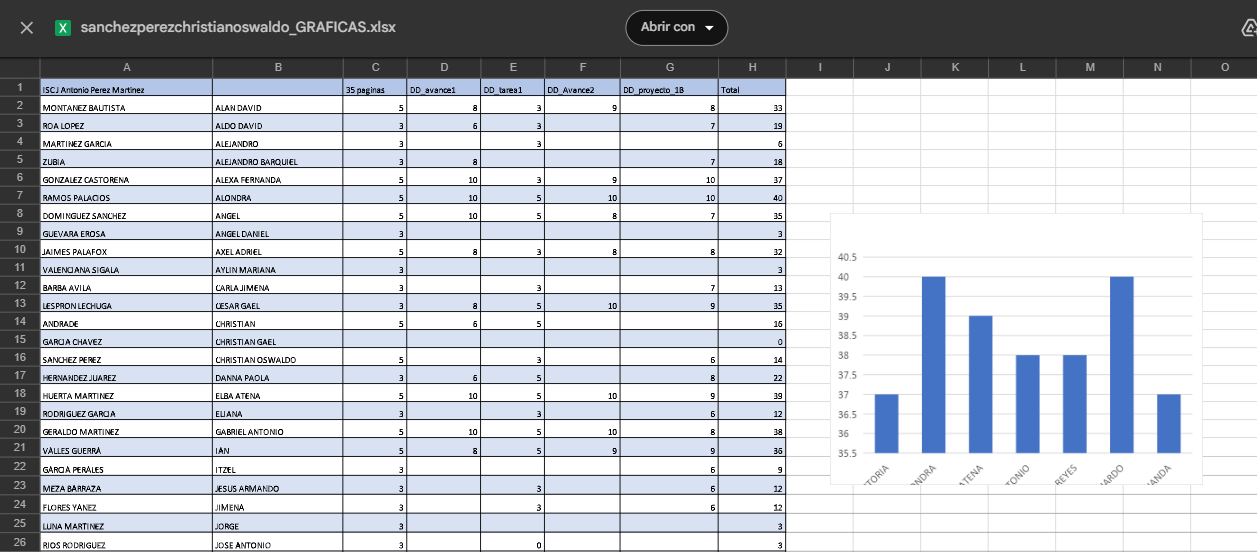 sanchezperezchristianoswaldo_GRAFICAS.xlsx Abrir con
A B C D E F G H I J K L M N O
1 ISCJ Antonio Perez Martinez 35 paginas DD_avance1 DD_tarea1 DD_Avance2 DD_proyecto_1B Total
2 MONTAÑEZ BAUTISTA ALAN DAVID 5 8 3 9 8 33
3 ROA LOPEZ ALDO DAVID 3 6 3 7 19
4 MARTINEZ GARCIA ALEJANDRO 3 3 6
5 ZUBIA ALEJANDRO BARQUIEL 3 8 7 18
6 GONZALEZ CASTORENA ALEXA FERNANDA 5 10 3 9 10 37
7 RAMOS PALACIOS ALONDRA 5 10 5 10 10 40
8 DOMINGUEZ SANCHEZ ANGEL 5 10 5 8 7 35
9 GUEVARA EROSA ANGEL DANIEL 3 3
10 JAIMES PALAFOX AXEL ADRIEL 5 8 3 8 8 32
11 VALENCIANA SIGALA AYLIN MARIANA 3 3
12 BARBA AVILA CARLA JIMENA 3 3 7 13
13 LESPRON LECHUGA CESAR GAEL 3 8 5 10 9 35
14 ANDRADE CHRISTIAN 5 6 5 16
15 GARCIA CHAVEZ CHRISTIAN GAEL 0
16 SANCHEZ PEREZ CHRISTIAN OSWALDO 5 3 6 14
17 HERNANDEZ JUAREZ DANNA PAOLA 3 6 5 8 22
18 HUERTA MARTINEZ ELBA ATENA 5 10 5 10 9 39
19 RODRIGUEZ GARCIA ELIANA 3 3 6 12
20 GERALDO MARTINEZ GABRIEL ANTONIO 5 10 5 10 8 38
21 VALLES GUERRA IAN 5 8 5 9 9 36
22 GARCIA PERALES ITZEL 3 6 9
23 MEZA BARRAZA JESUS ARMANDO 3 3 6 12
24 FLORES YAÑEZ JIMENA 3 3 6 12
25 LUNA MARTINEZ JORGE 3 3
26 RIOS RODRIGUEZ JOSE ANTONIO 3 0 3
40.5
40
39.5
39
38.5
38
37.5
37
36.5
36
35.5
TORIA NDRA ATENA TONIO REYES ARDO ANDA